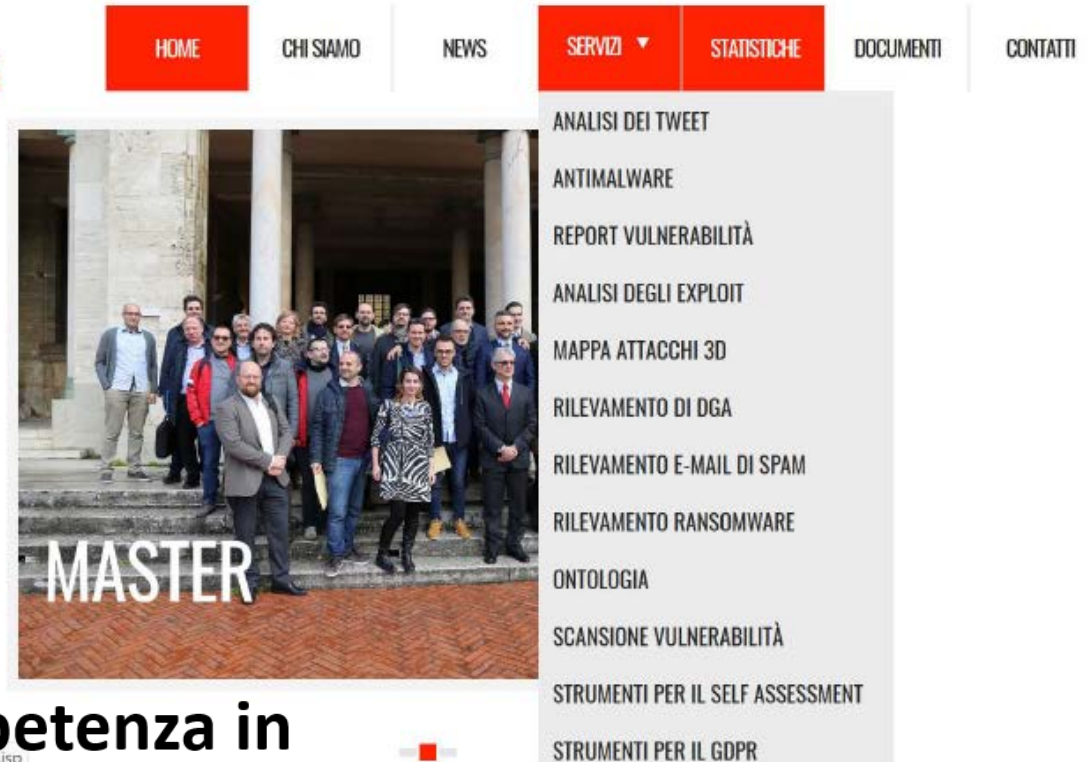 HOME CHI SIAMO NEWS SERVIZI ▼ STATISTICHE DOCUMENTI CONTATTI
ANALISI DEI TWEET
ANTIMALWARE
REPORT VULNERABILITÀ
ANALISI DEGLI EXPLOIT
MAPPA ATTACCHI 3D
RILEVAMENTO DI DGA
RILEVAMENTO E-MAIL DI SPAM
RILEVAMENTO RANSOMWARE
ONTOLOGIA
SCANSIONE VULNERABILITÀ
STRUMENTI PER IL SELF ASSESSMENT
STRUMENTI PER IL GDPR
MASTER
petenza in
isp